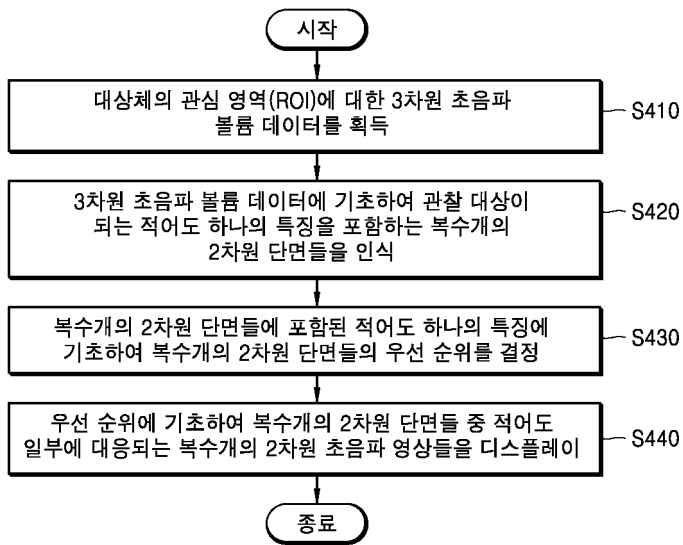 시작
대상체의 관심 영역(ROI)에 대한 3차원 초음파
볼륨 데이터를 획득
S410
3차원 초음파 볼륨 데이터에 기초하여 관찰 대상이
되는 적어도 하나의 특징을 포함하는 복수개의
2차원 단면들을 인식
S420
복수개의 2차원 단면들에 포함된 적어도 하나의 특징에
기초하여 복수개의 2차원 단면들의 우선 순위를 결정
S430
우선 순위에 기초하여 복수개의 2차원 단면들 중 적어도
일부에 대응되는 복수개의 2차원 초음파 영상들을 디스플레이
S440
종료